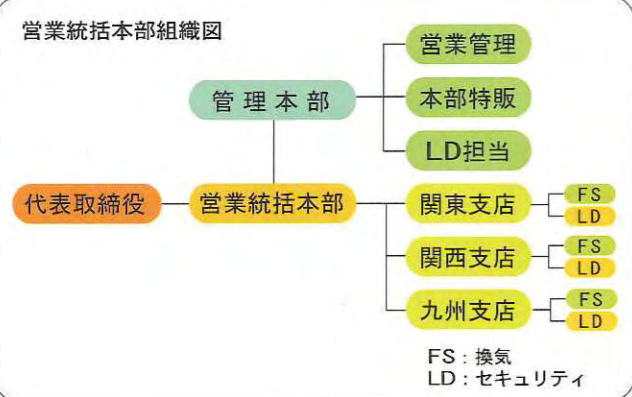 営業統括本部組織図
営業管理
管理本部
本部特販
LD担当
代表取締役
営業統括本部
関東支店
FS
LD
関西支店
FS
LD
九州支店
FS
LD
FS：換気
LD：セキュリティ